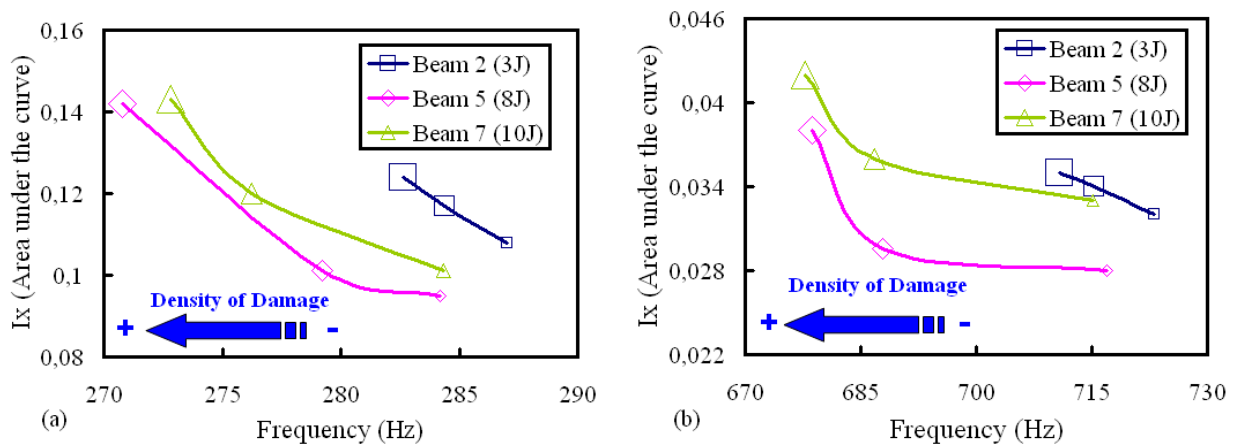 0,16
0,14
0,12
0,1
0,08
Ix (Area under the curve)
Beam 2 (3J)
Beam 5 (8J)
Beam 7 (10J)
Density of Damage
+ -
270 275 280 285 290
(a)
Frequency (Hz)
0,046
0,04
0,034
0,028
0,022
Ix (Area under the curve)
Beam 2 (3J)
Beam 5 (8J)
Beam 7 (10J)
Density of Damage
+ -
670 685 700 715 730
(b)
Frequency (Hz)